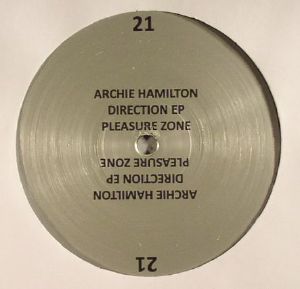 21
ARCHIE HAMILTON
DIRECTION EP
PLEASURE ZONE
ARCHIE HAMILTON
DIRECTION EP
PLEASURE ZONE
21